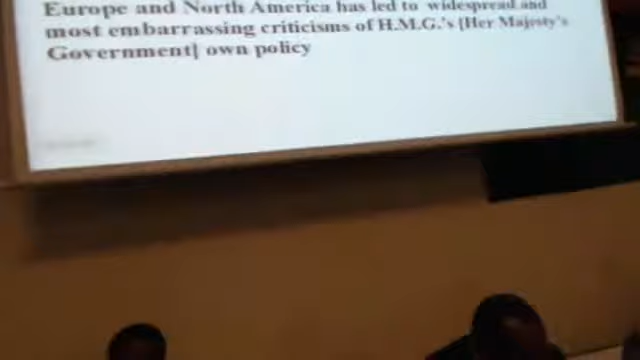 Europe and North America has led to widespread and
most embarrassing criticisms of H.M.G.'s [Her Majesty's
Government] own policy